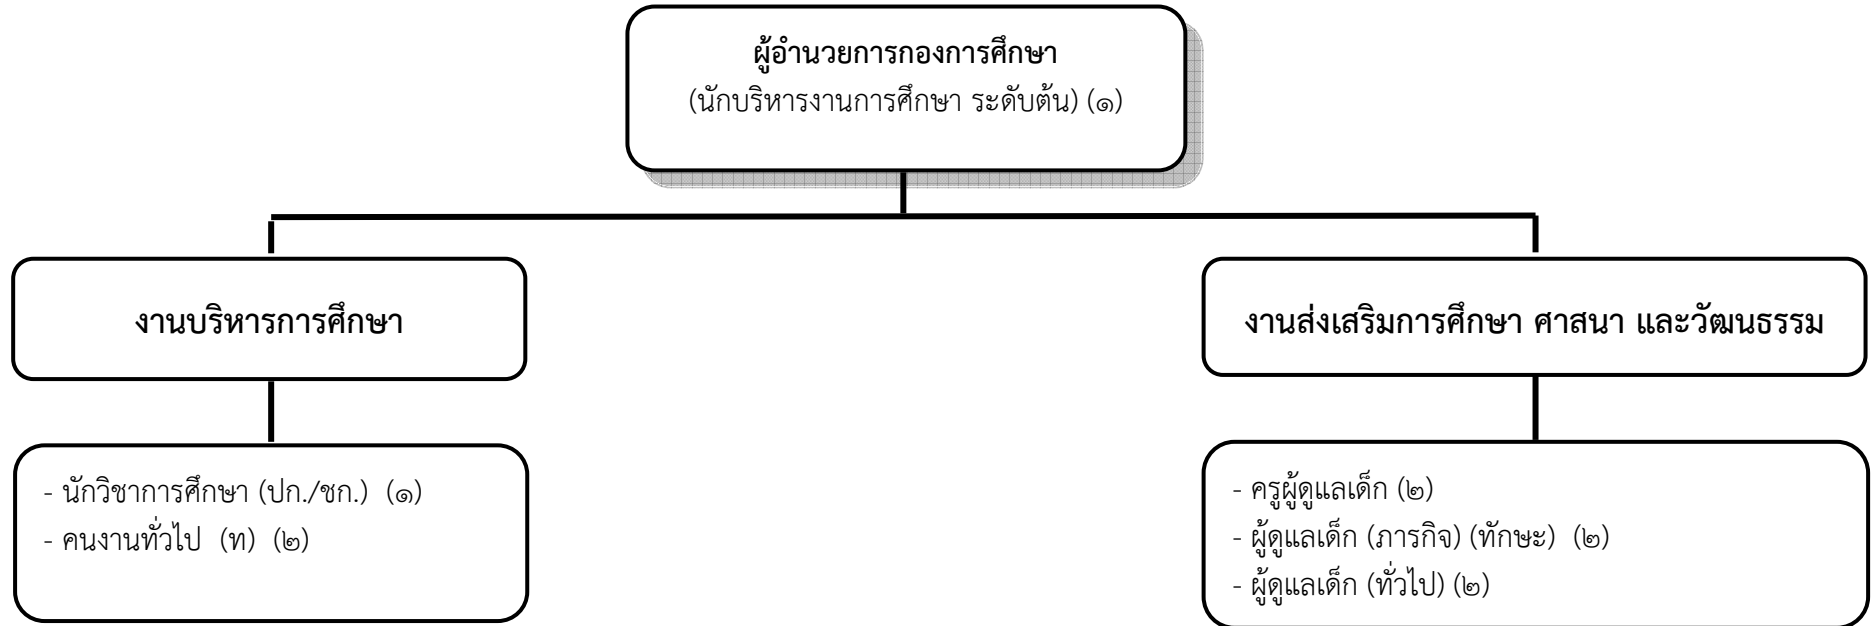 ผู้อำนวยการกองการศึกษา
(นักบริหารงานการศึกษา ระดับต้น) (๑)
งานบริหารการศึกษา
งานส่งเสริมการศึกษา ศาสนา และวัฒนธรรม
- นักวิชาการศึกษา (ปก./ชก.) (๑)
- คนงานทั่วไป (ท) (๒)
- ครูผู้ดูแลเด็ก (๒)
- ผู้ดูแลเด็ก (ภารกิจ) (ทักษะ) (๒)
- ผู้ดูแลเด็ก (ทั่วไป) (๒)